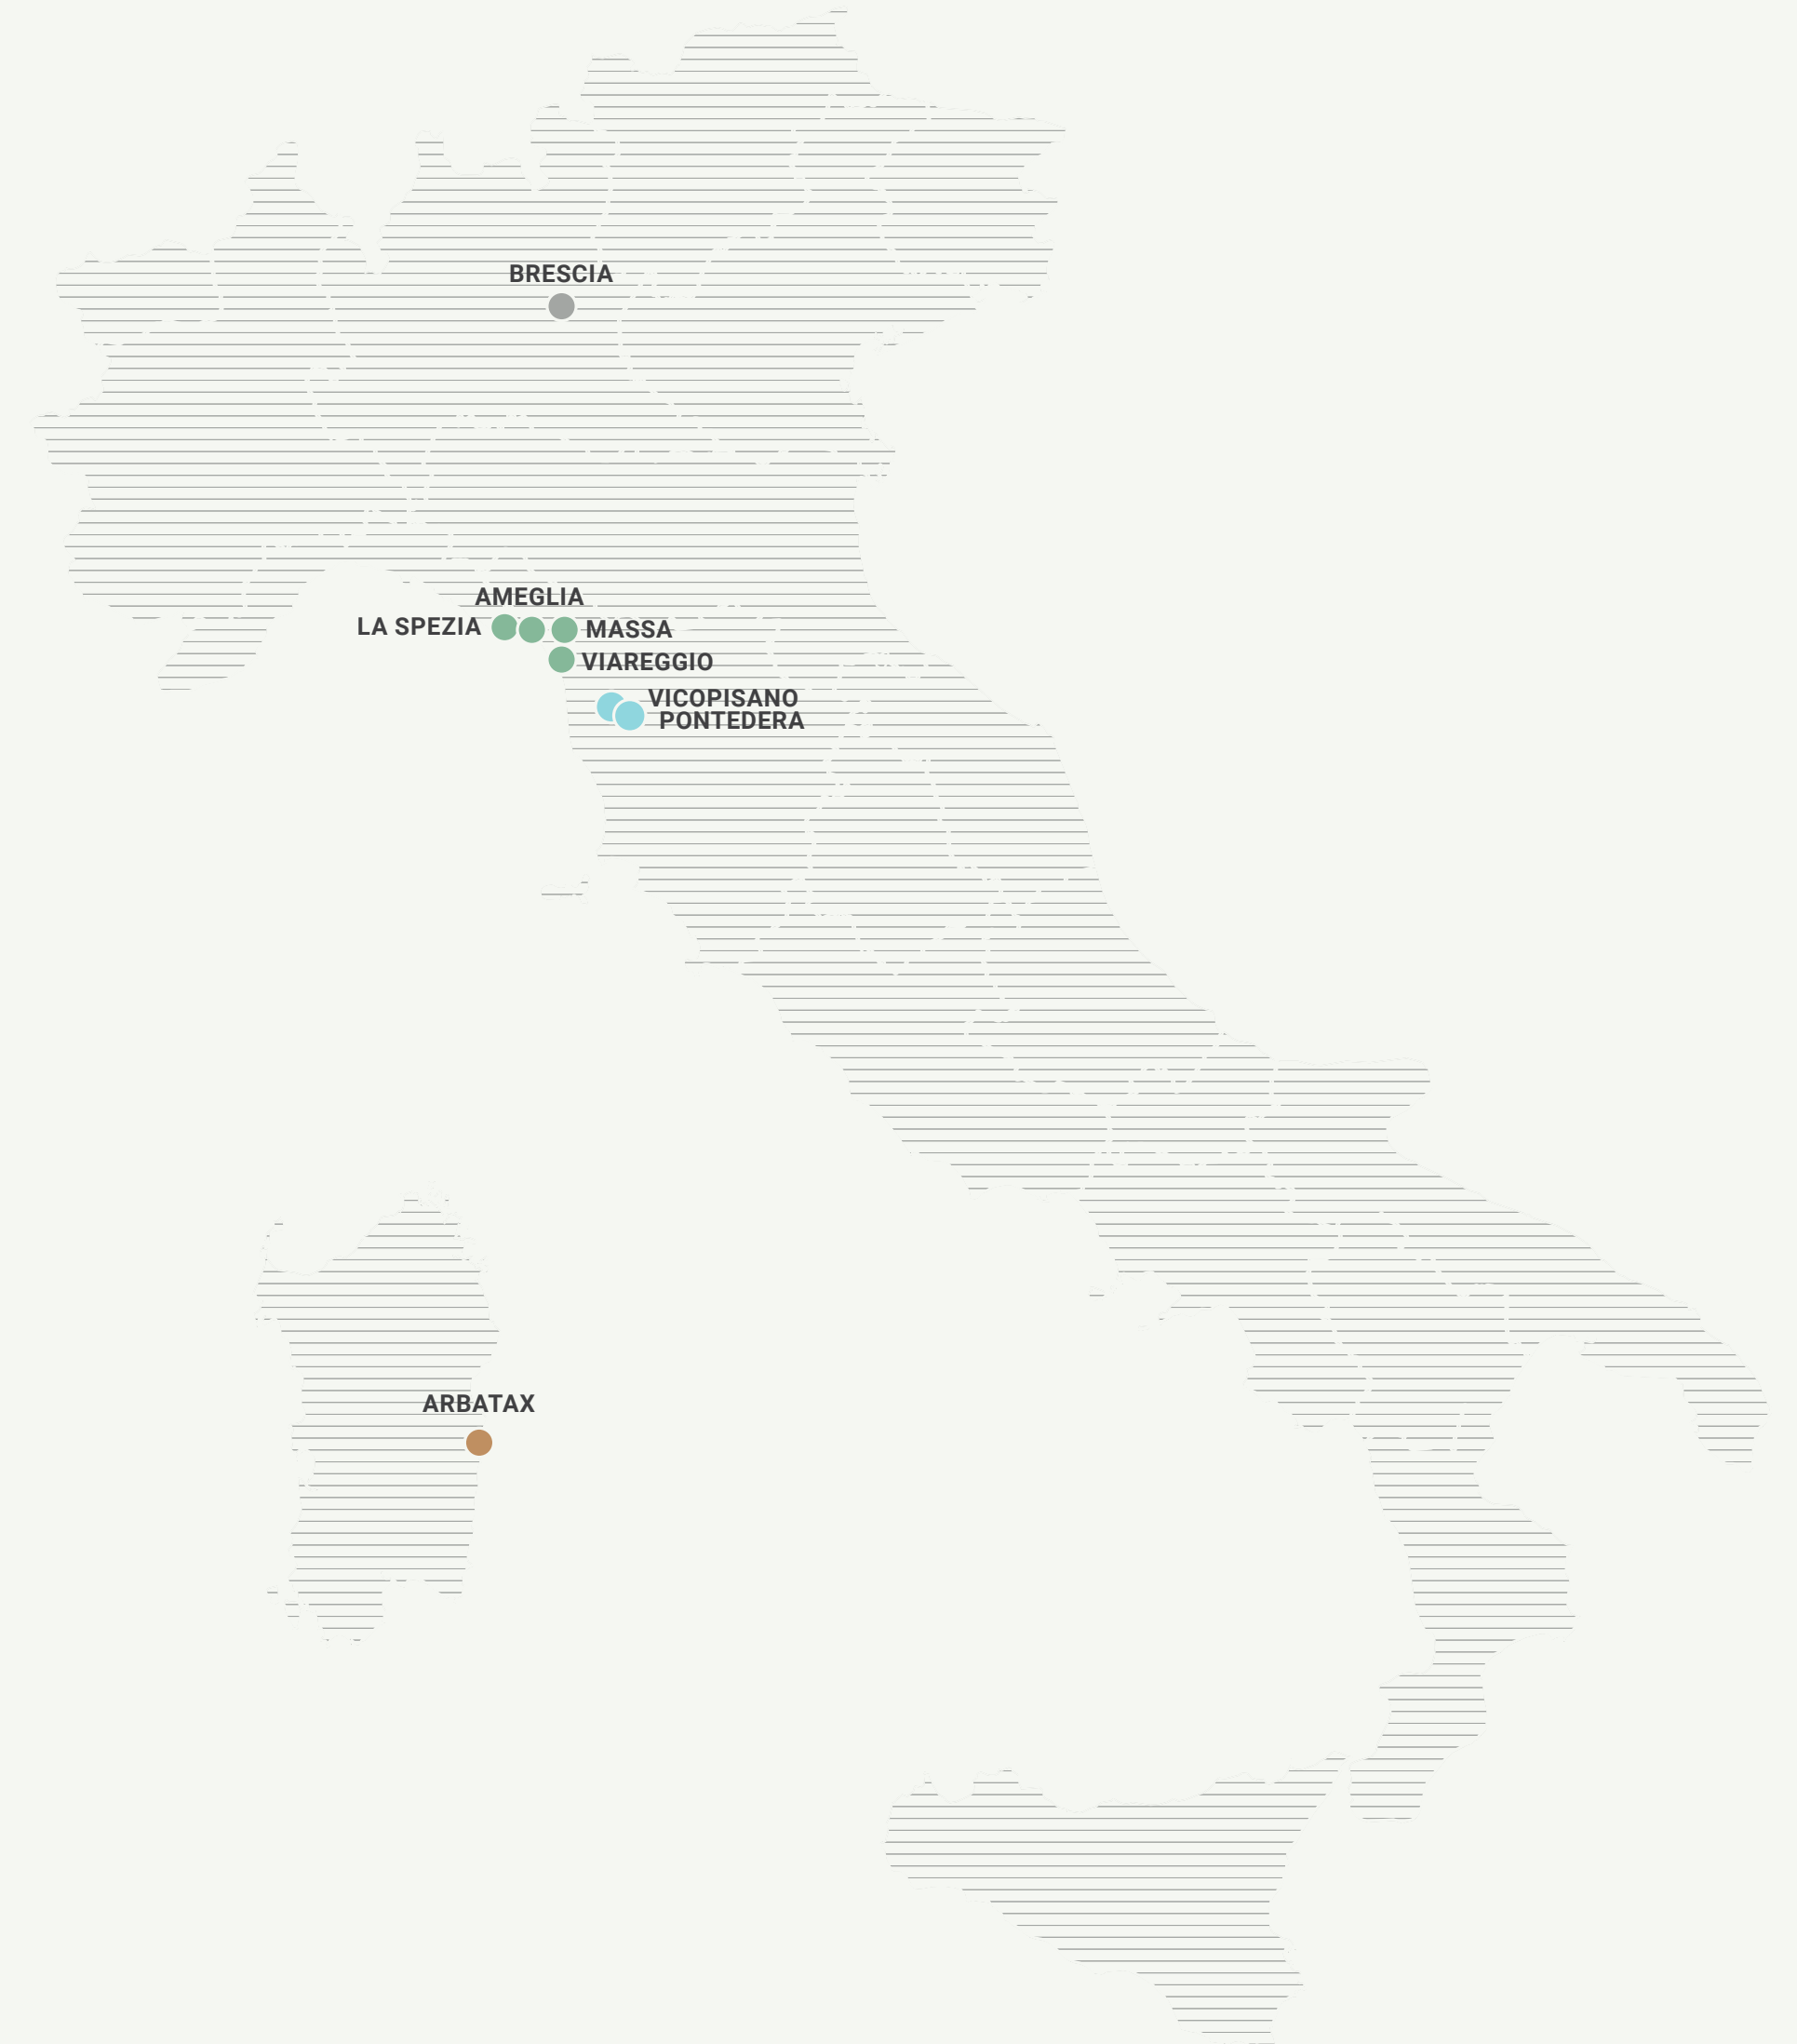 BRESCIA
AMEGLIA
LA SPEZIA
MASSA
VIAREGGIO
VICOPISANO
PONTEDERA
ARBATAX